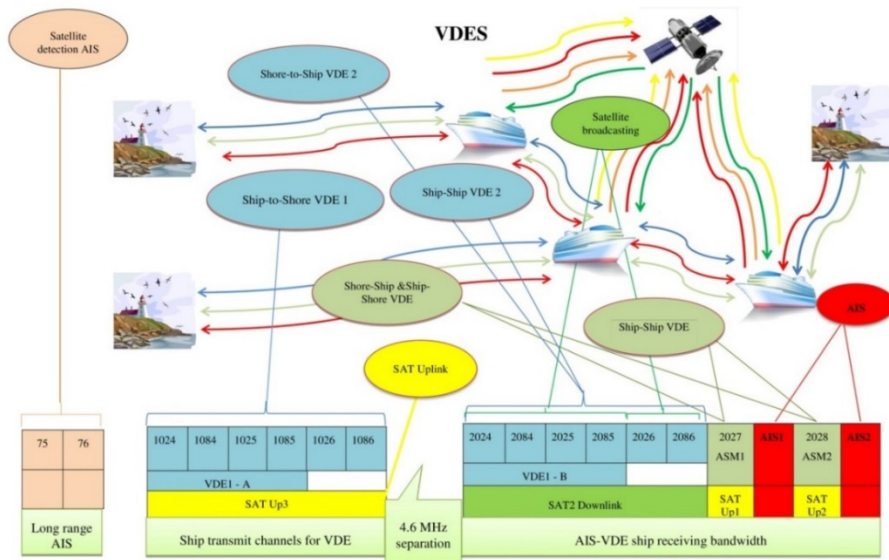 Satellite
detection AIS
VDES
Shore-to-Ship VDE 2
Satellite
broadcasting
Ship-to-Shore VDE 1
Ship-Ship VDE 2
Shore-Ship &Ship-
Shore VDE
Ship-Ship VDE
AIS
SAT Uplink
75 76
1024 1084 1025 1085 1026 1086
2024 2084 2025 2085 2026 2086 2027 AIS1 2028 AIS2
ASM1 ASM2
VDE1 - A
VDE1 - B
SAT Up3
SAT2 Downlink
SAT
Up1
SAT
Up2
Long range
AIS
Ship transmit channels for VDE
4.6 MHz
separation
AIS-VDE ship receiving bandwidth